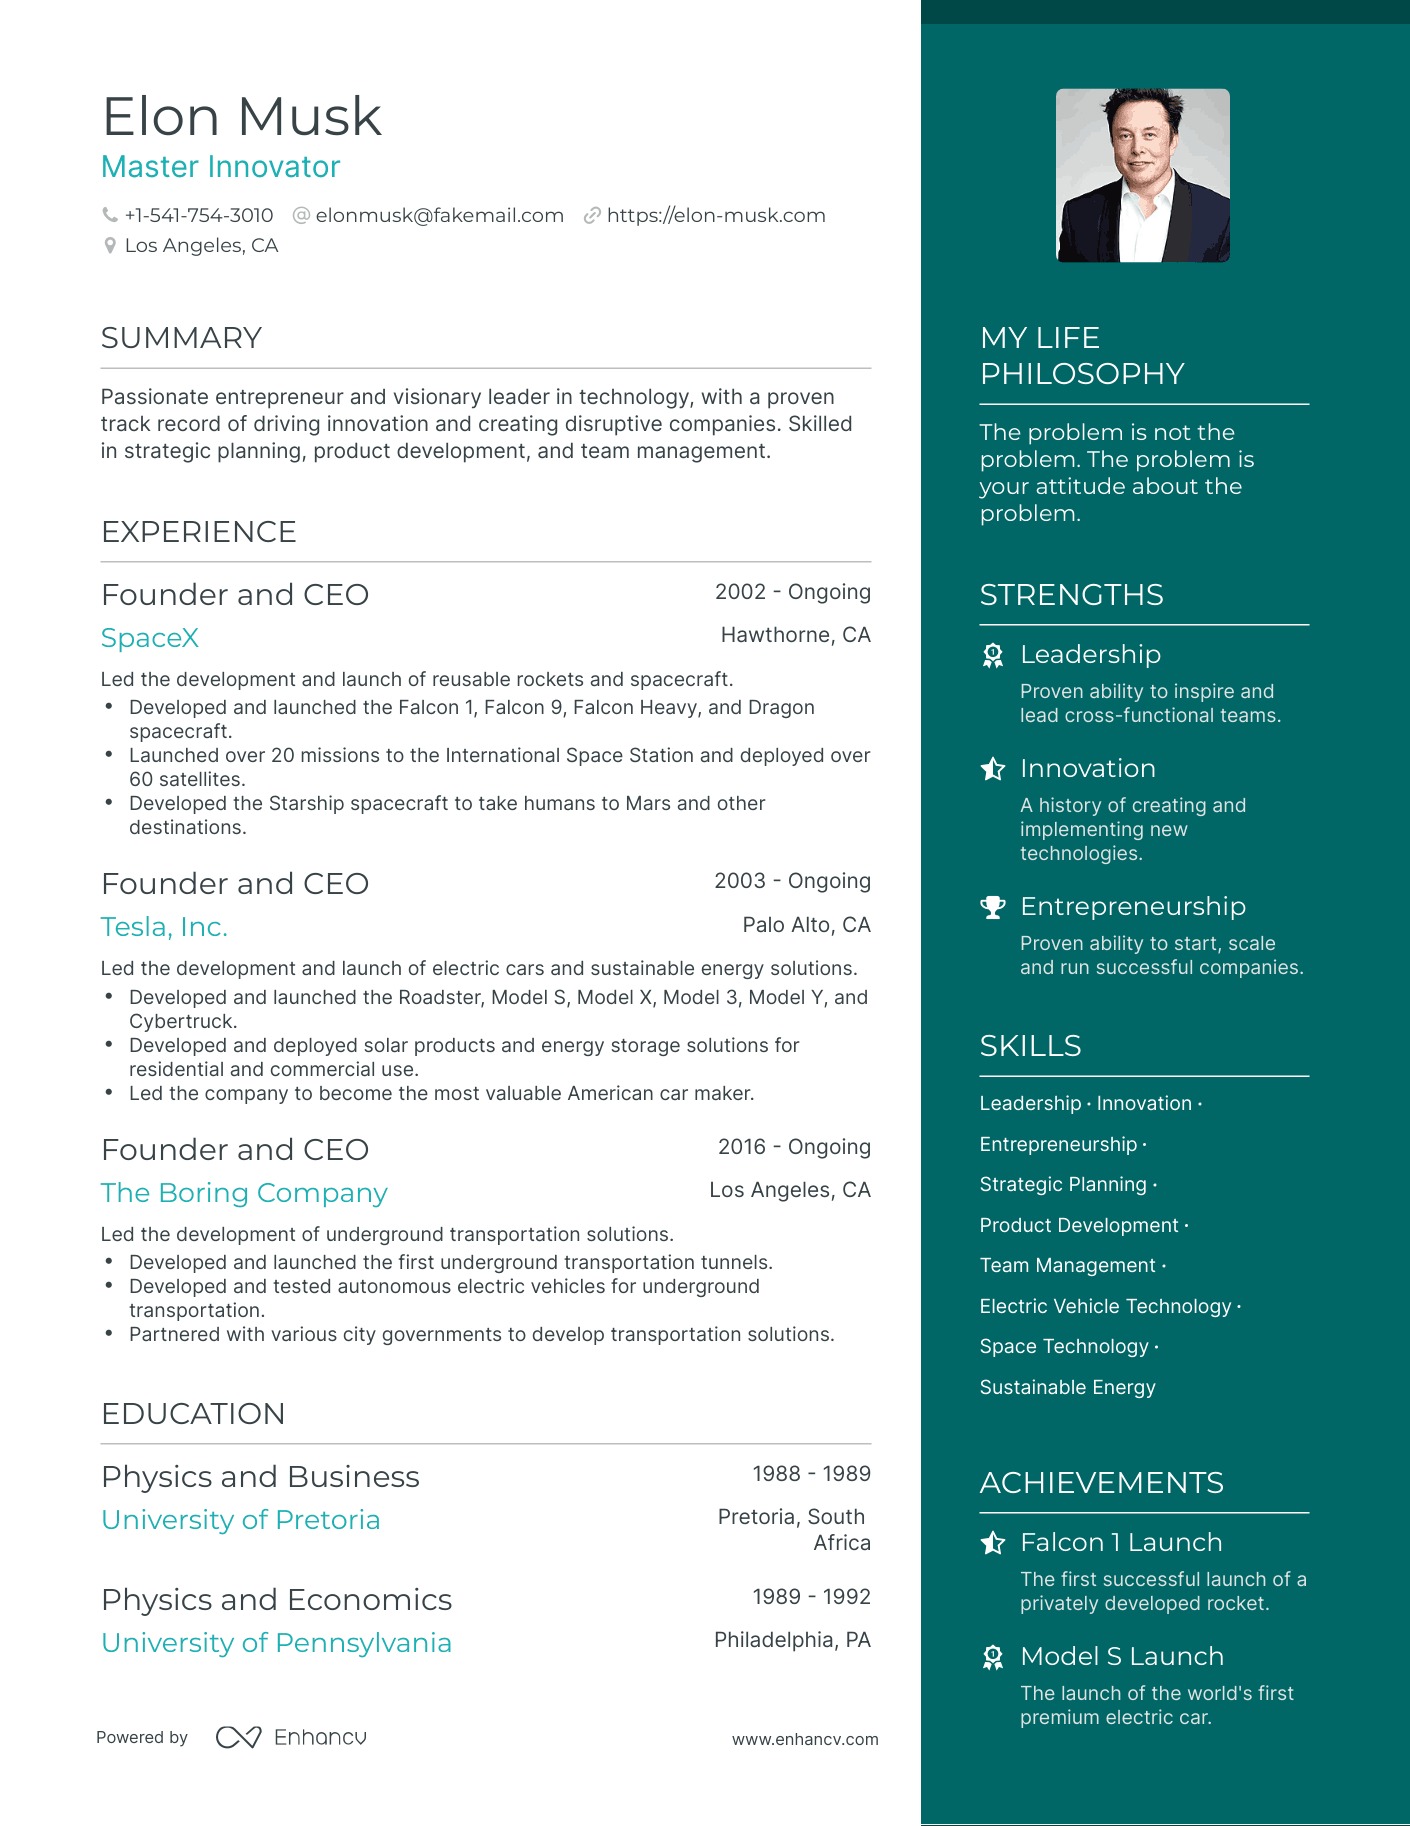 Elon Musk
Master Innovator
+1-541-754-3010 elonmusk@fakemail.com https://elon-musk.com
Los Angeles, CA
SUMMARY
Passionate entrepreneur and visionary leader in technology, with a proven
track record of driving innovation and creating disruptive companies. Skilled
in strategic planning, product development, and team management.
EXPERIENCE
Founder and CEO 2002 - Ongoing
SpaceX Hawthorne, CA
Led the development and launch of reusable rockets and spacecraft.
• Developed and launched the Falcon 1, Falcon 9, Falcon Heavy, and Dragon
spacecraft.
• Launched over 20 missions to the International Space Station and deployed over
60 satellites.
• Developed the Starship spacecraft to take humans to Mars and other
destinations.
Founder and CEO 2003 - Ongoing
Tesla, Inc. Palo Alto, CA
Led the development and launch of electric cars and sustainable energy solutions.
• Developed and launched the Roadster, Model S, Model X, Model 3, Model Y, and
Cybertruck.
• Developed and deployed solar products and energy storage solutions for
residential and commercial use.
• Led the company to become the most valuable American car maker.
Founder and CEO 2016 - Ongoing
The Boring Company Los Angeles, CA
Led the development of underground transportation solutions.
• Developed and launched the first underground transportation tunnels.
• Developed and tested autonomous electric vehicles for underground
transportation.
• Partnered with various city governments to develop transportation solutions.
EDUCATION
Physics and Business 1988 - 1989
University of Pretoria Pretoria, South
Africa
Physics and Economics 1989 - 1992
University of Pennsylvania Philadelphia, PA
Powered by Enhancv www.enhancv.com
MY LIFE
PHILOSOPHY
The problem is not the
problem. The problem is
your attitude about the
problem.
STRENGTHS
Leadership
Proven ability to inspire and
lead cross-functional teams.
Innovation
A history of creating and
implementing new
technologies.
Entrepreneurship
Proven ability to start, scale
and run successful companies.
SKILLS
Leadership · Innovation ·
Entrepreneurship ·
Strategic Planning ·
Product Development ·
Team Management ·
Electric Vehicle Technology ·
Space Technology ·
Sustainable Energy
ACHIEVEMENTS
Falcon 1 Launch
The first successful launch of a
privately developed rocket.
Model S Launch
The launch of the world's first
premium electric car.